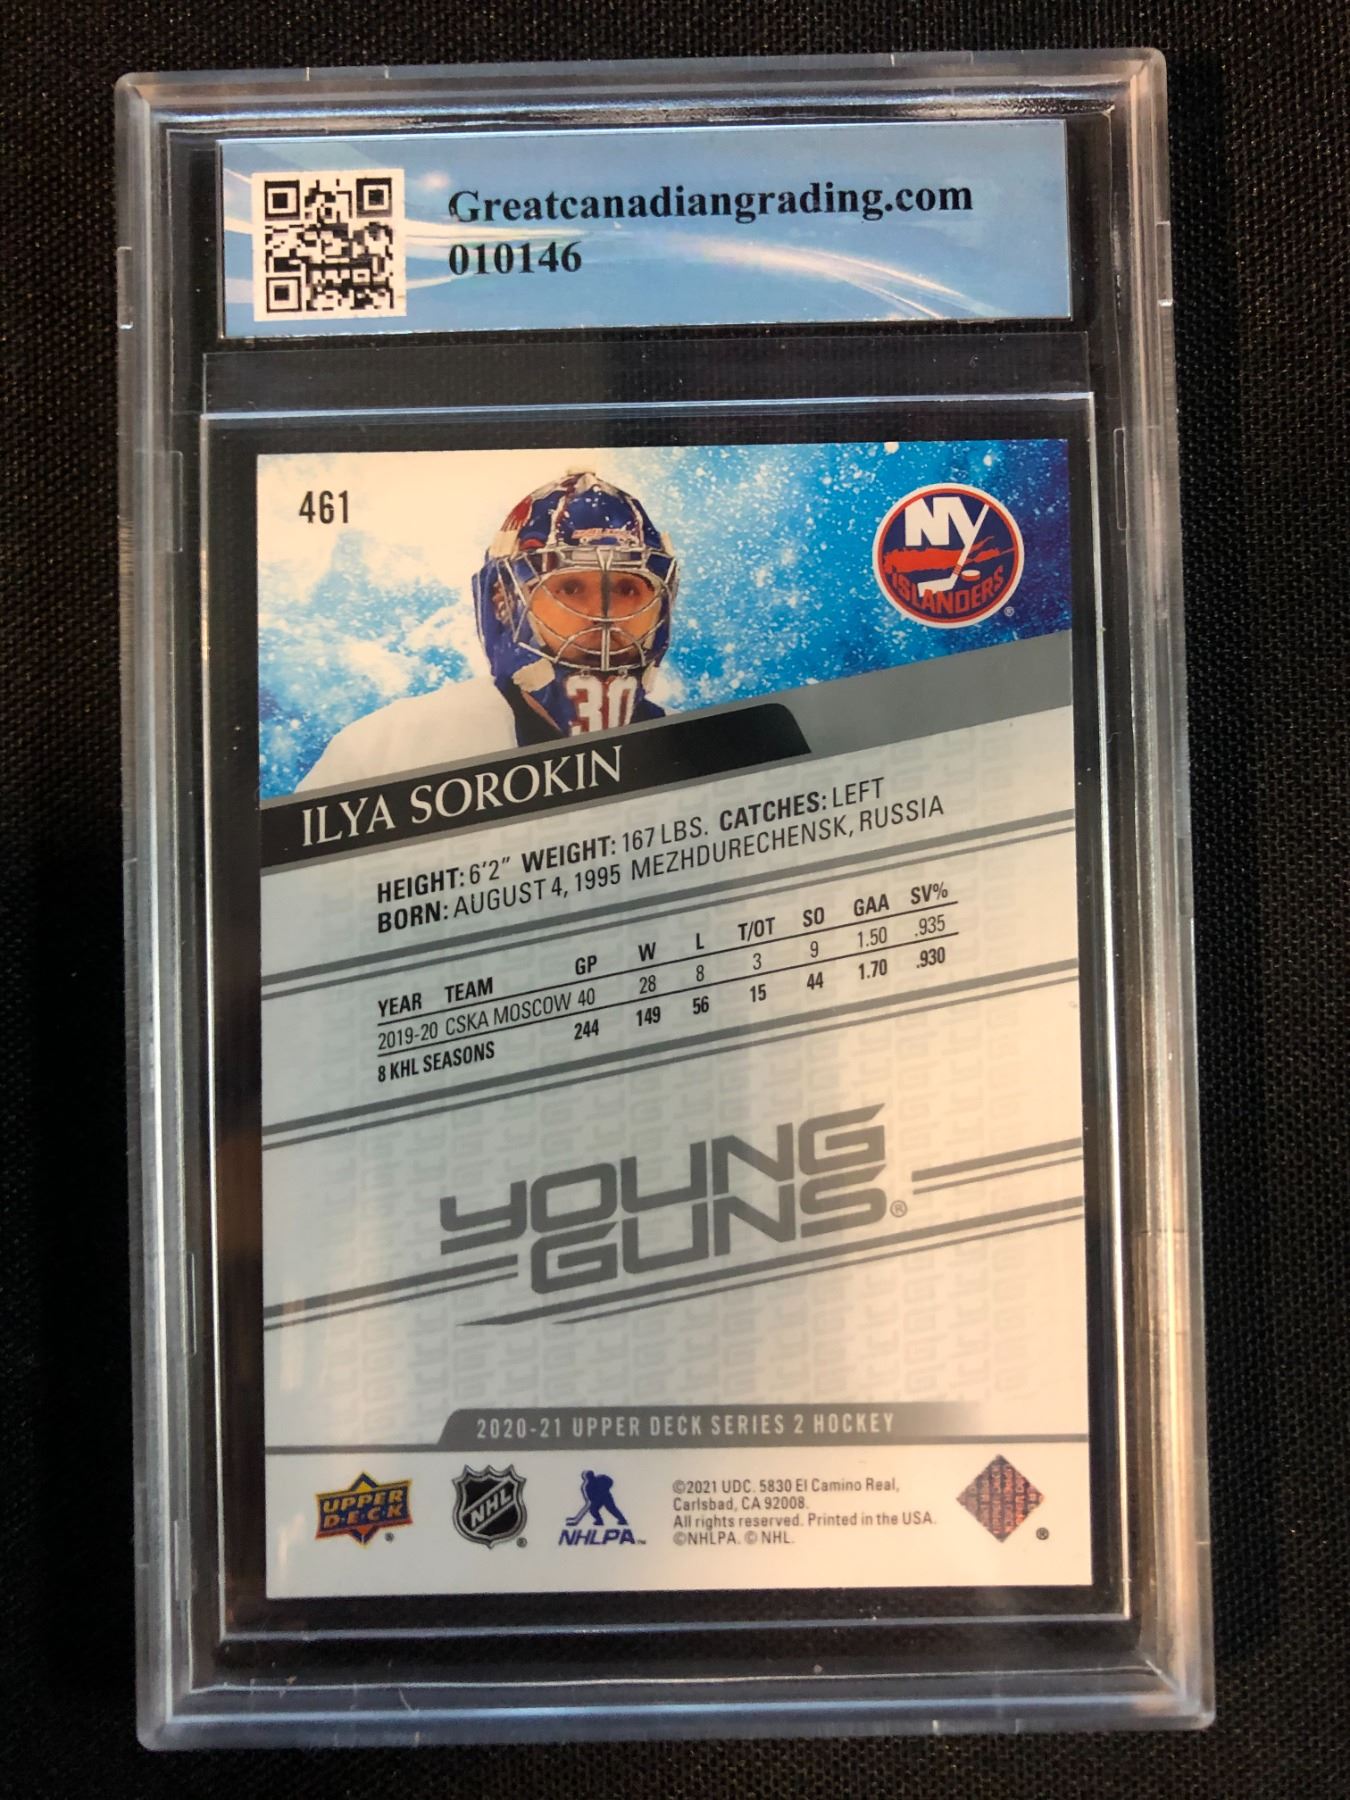 Greatcanadiangrading.com
010146
461
NY
ISLANDERS
®
30
ILYA SOROKIN
HEIGHT: 6'2" WEIGHT: 167 LBS. CATCHES: LEFT
BORN: AUGUST 4, 1995 MEZHDURECHENSK, RUSSIA
YEAR TEAM GP W L T/OT SO GAA SV%
2019-20 CSKA MOSCOW 40 28 8 3 9 1.50 .935
8 KHL SEASONS 244 149 56 15 44 1.70 .930
YOUNG
GUNS®
2020-21 UPPER DECK SERIES 2 HOCKEY
UPPER
D·E·C·K
®
NHL
®
NHLPA™
©2021 UDC. 5830 El Camino Real,
Carlsbad, CA 92008.
All rights reserved. Printed in the USA.
©NHLPA. © NHL.
®